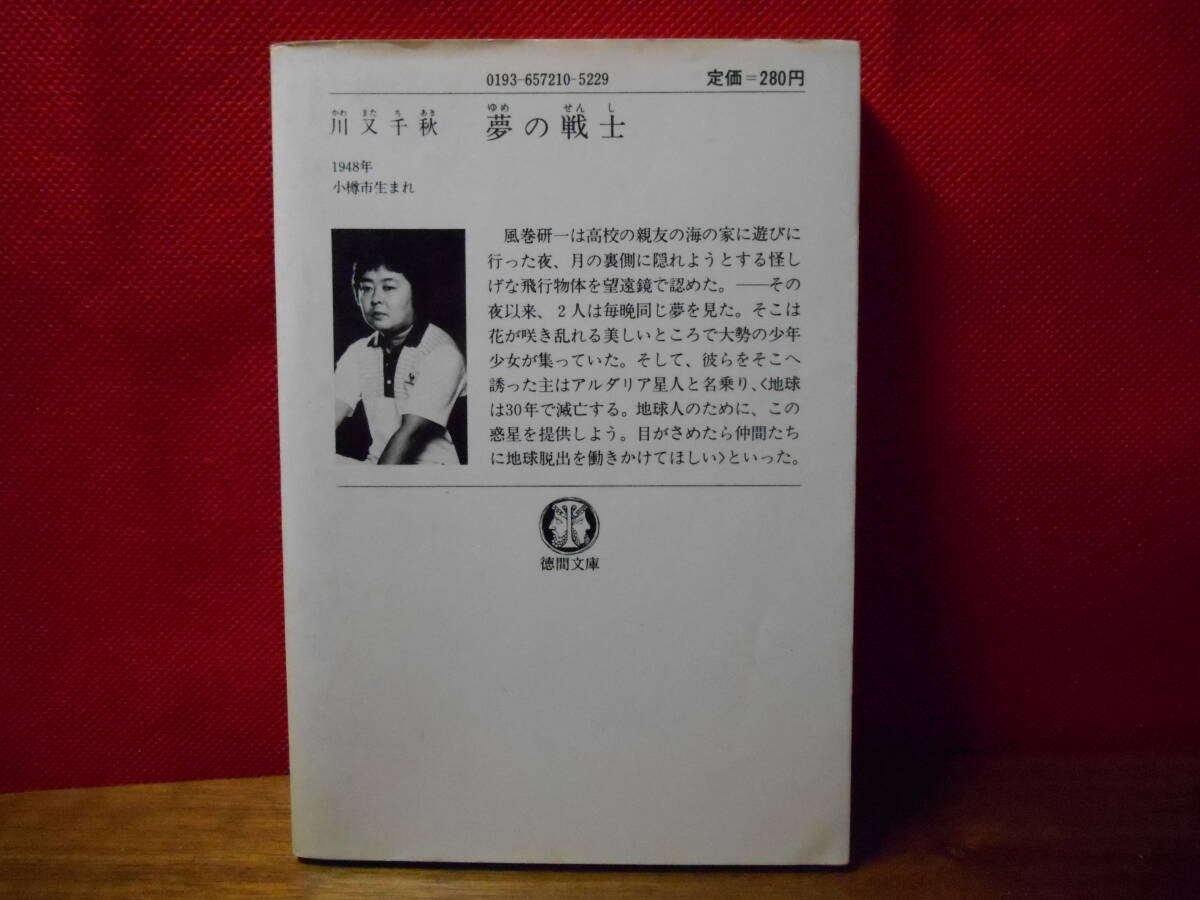 0193-657210-5229
定価=280円
かわ また ち あき
川又千秋
ゆめ せん し
夢の戦士
1948年
小樽市生まれ
風巻研一は高校の親友の海の家に遊びに
行った夜、月の裏側に隠れようとする怪し
げな飛行物体を望遠鏡で認めた。——その
夜以来、2人は毎晩同じ夢を見た。そこは
花が咲き乱れる美しいところで大勢の少年
少女が集っていた。そして、彼らをそこへ
誘った主はアルダリア星人と名乗り、〈地球
は30年で滅亡する。地球人のために、この
惑星を提供しよう。目がさめたら仲間たち
に地球脱出を働きかけてほしい〉といった。
徳間文庫